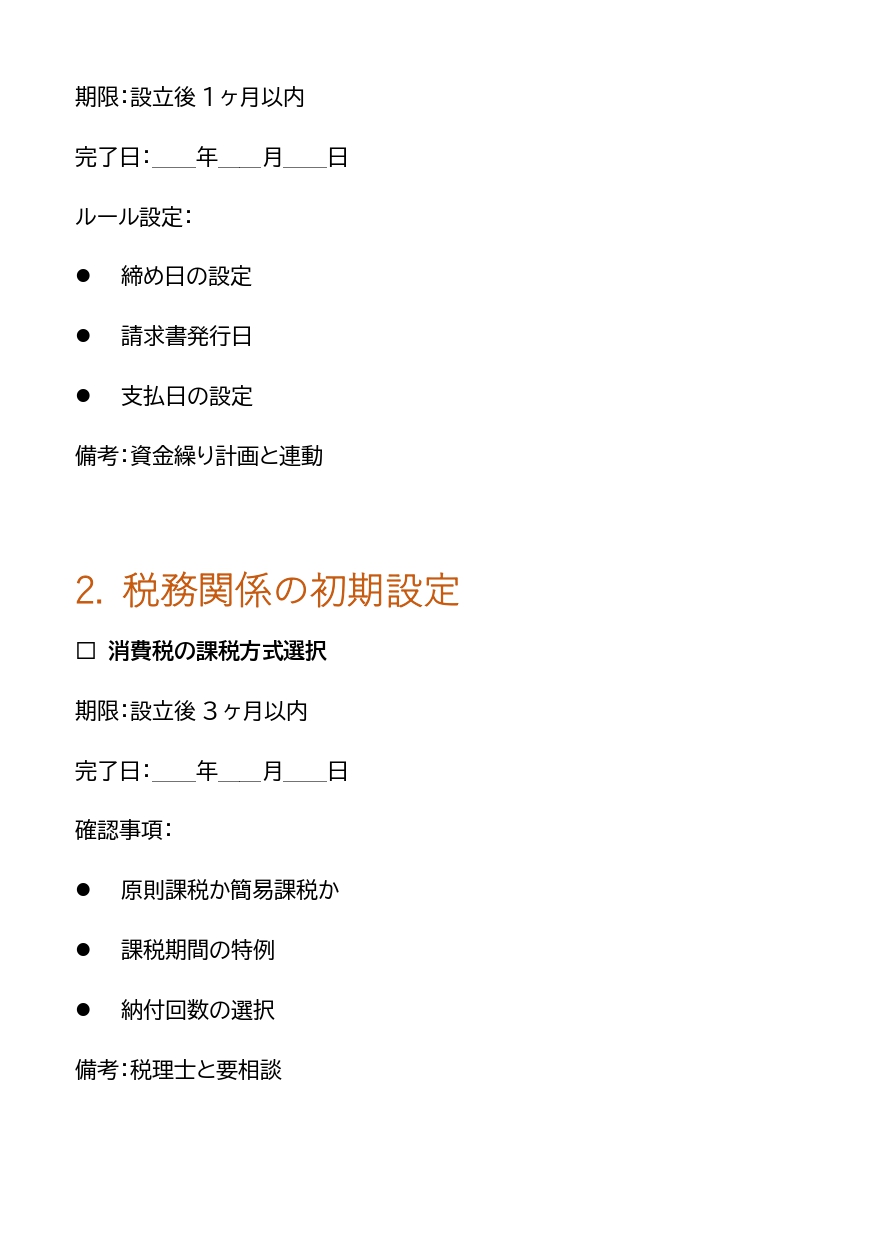 期限：設立後 1 ヶ月以内
完了日：____年____月____日
ルール設定：
● 締め日の設定
● 請求書発行日
● 支払日の設定
備考：資金繰り計画と連動
2. 税務関係の初期設定
□ 消費税の課税方式選択
期限：設立後 3 ヶ月以内
完了日：____年____月____日
確認事項：
● 原則課税か簡易課税か
● 課税期間の特例
● 納付回数の選択
備考：税理士と要相談